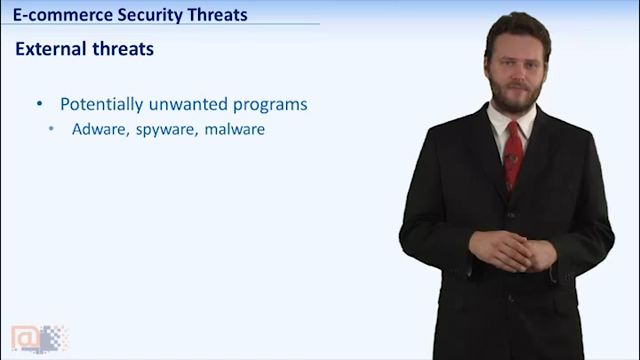 E-commerce Security Threats
External threats
• Potentially unwanted programs
• Adware, spyware, malware
@